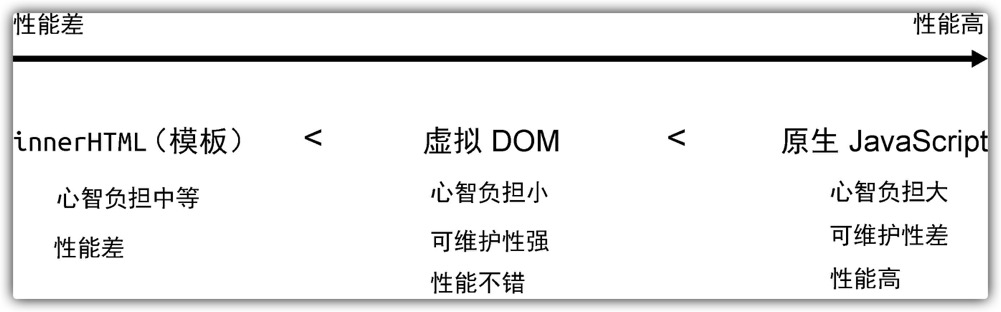 性能差 性能高
innerHTML（模板） < 虚拟 DOM < 原生 JavaScript
心智负担中等 心智负担小 心智负担大
性能差 可维护性强 可维护性差
性能不错 性能高